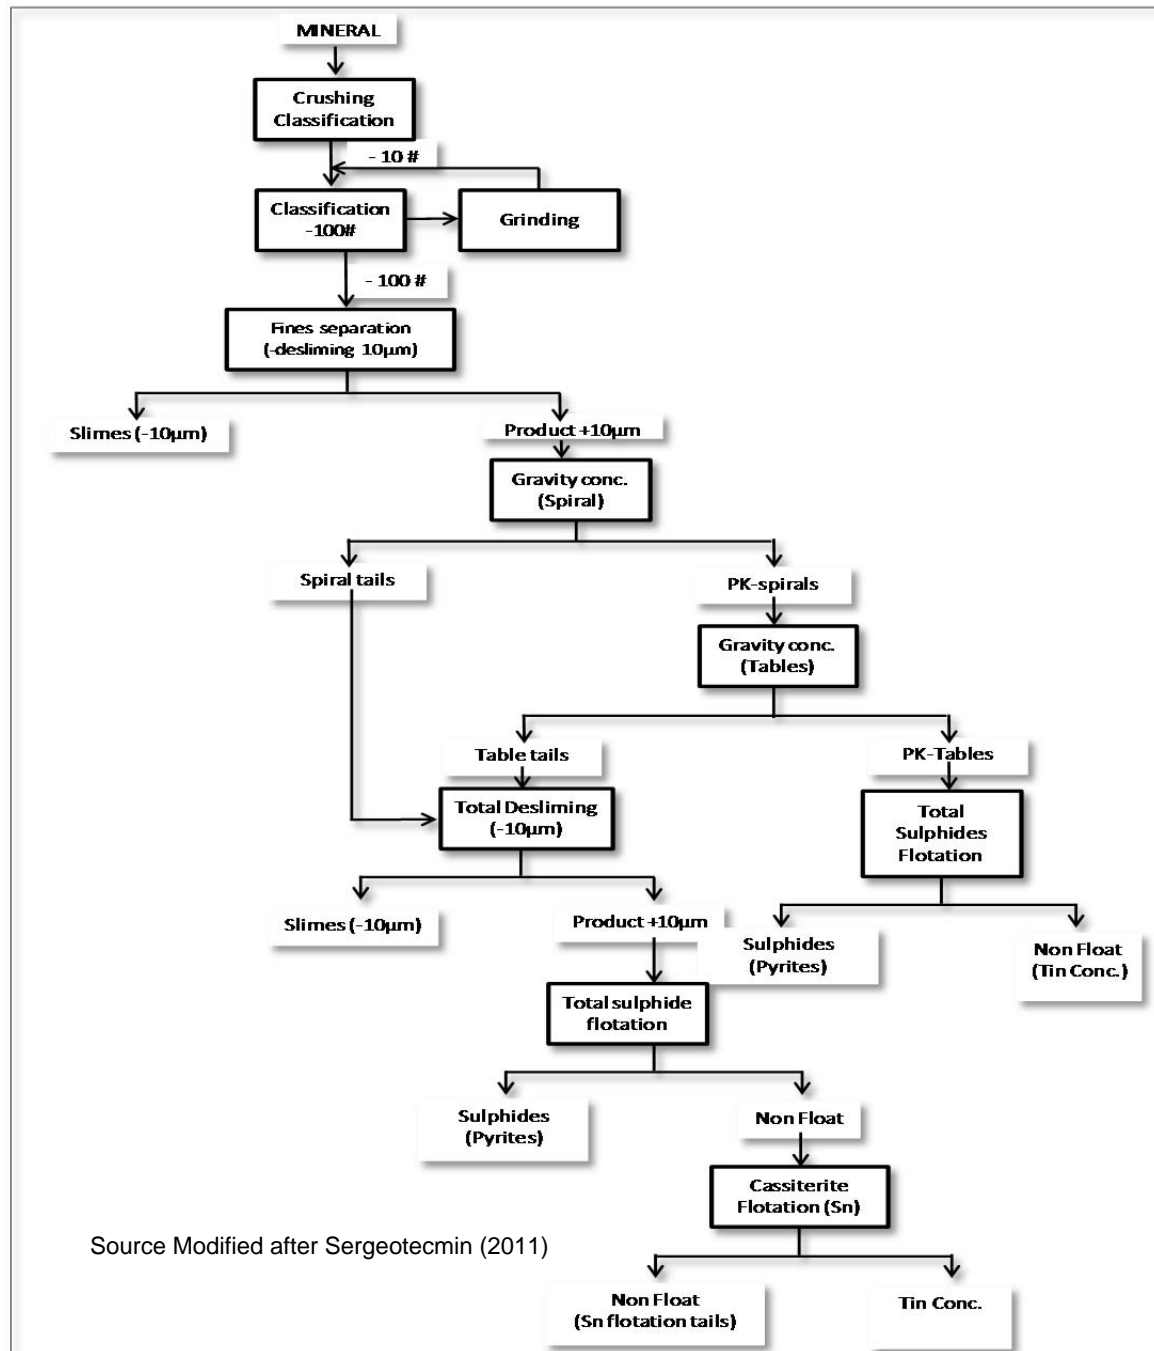 MINERAL
Crushing
Classification
- 10 #
Classification
-100#
Grinding
- 100 #
Fines separation
(-desliming 10µm)
Slimes (-10µm)
Product +10µm
Gravity conc.
(Spiral)
Spiral tails
PK-spirals
Gravity conc.
(Tables)
Table tails
PK-Tables
Total Desliming
(-10µm)
Total
Sulphides
Flotation
Slimes (-10µm)
Product +10µm
Sulphides
(Pyrites)
Non Float
(Tin Conc.)
Total sulphide
flotation
Sulphides
(Pyrites)
Non Float
Cassiterite
Flotation (Sn)
Source Modified after Sergeotecmin (2011)
Non Float
(Sn flotation tails)
Tin Conc.